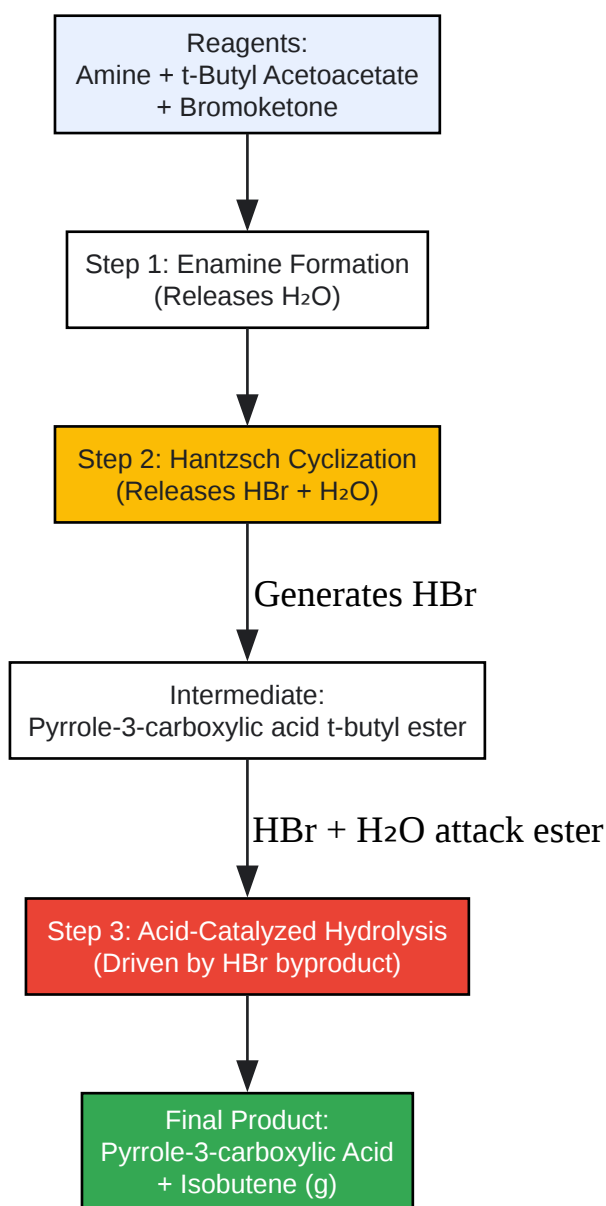 Reagents:
Amine + t-Butyl Acetoacetate
+ Bromoketone
Step 1: Enamine Formation
(Releases H₂O)
Step 2: Hantzsch Cyclization
(Releases HBr + H₂O)
Generates HBr
Intermediate:
Pyrrole-3-carboxylic acid t-butyl ester
HBr + H₂O attack ester
Step 3: Acid-Catalyzed Hydrolysis
(Driven by HBr byproduct)
Final Product:
Pyrrole-3-carboxylic Acid
+ Isobutene (g)